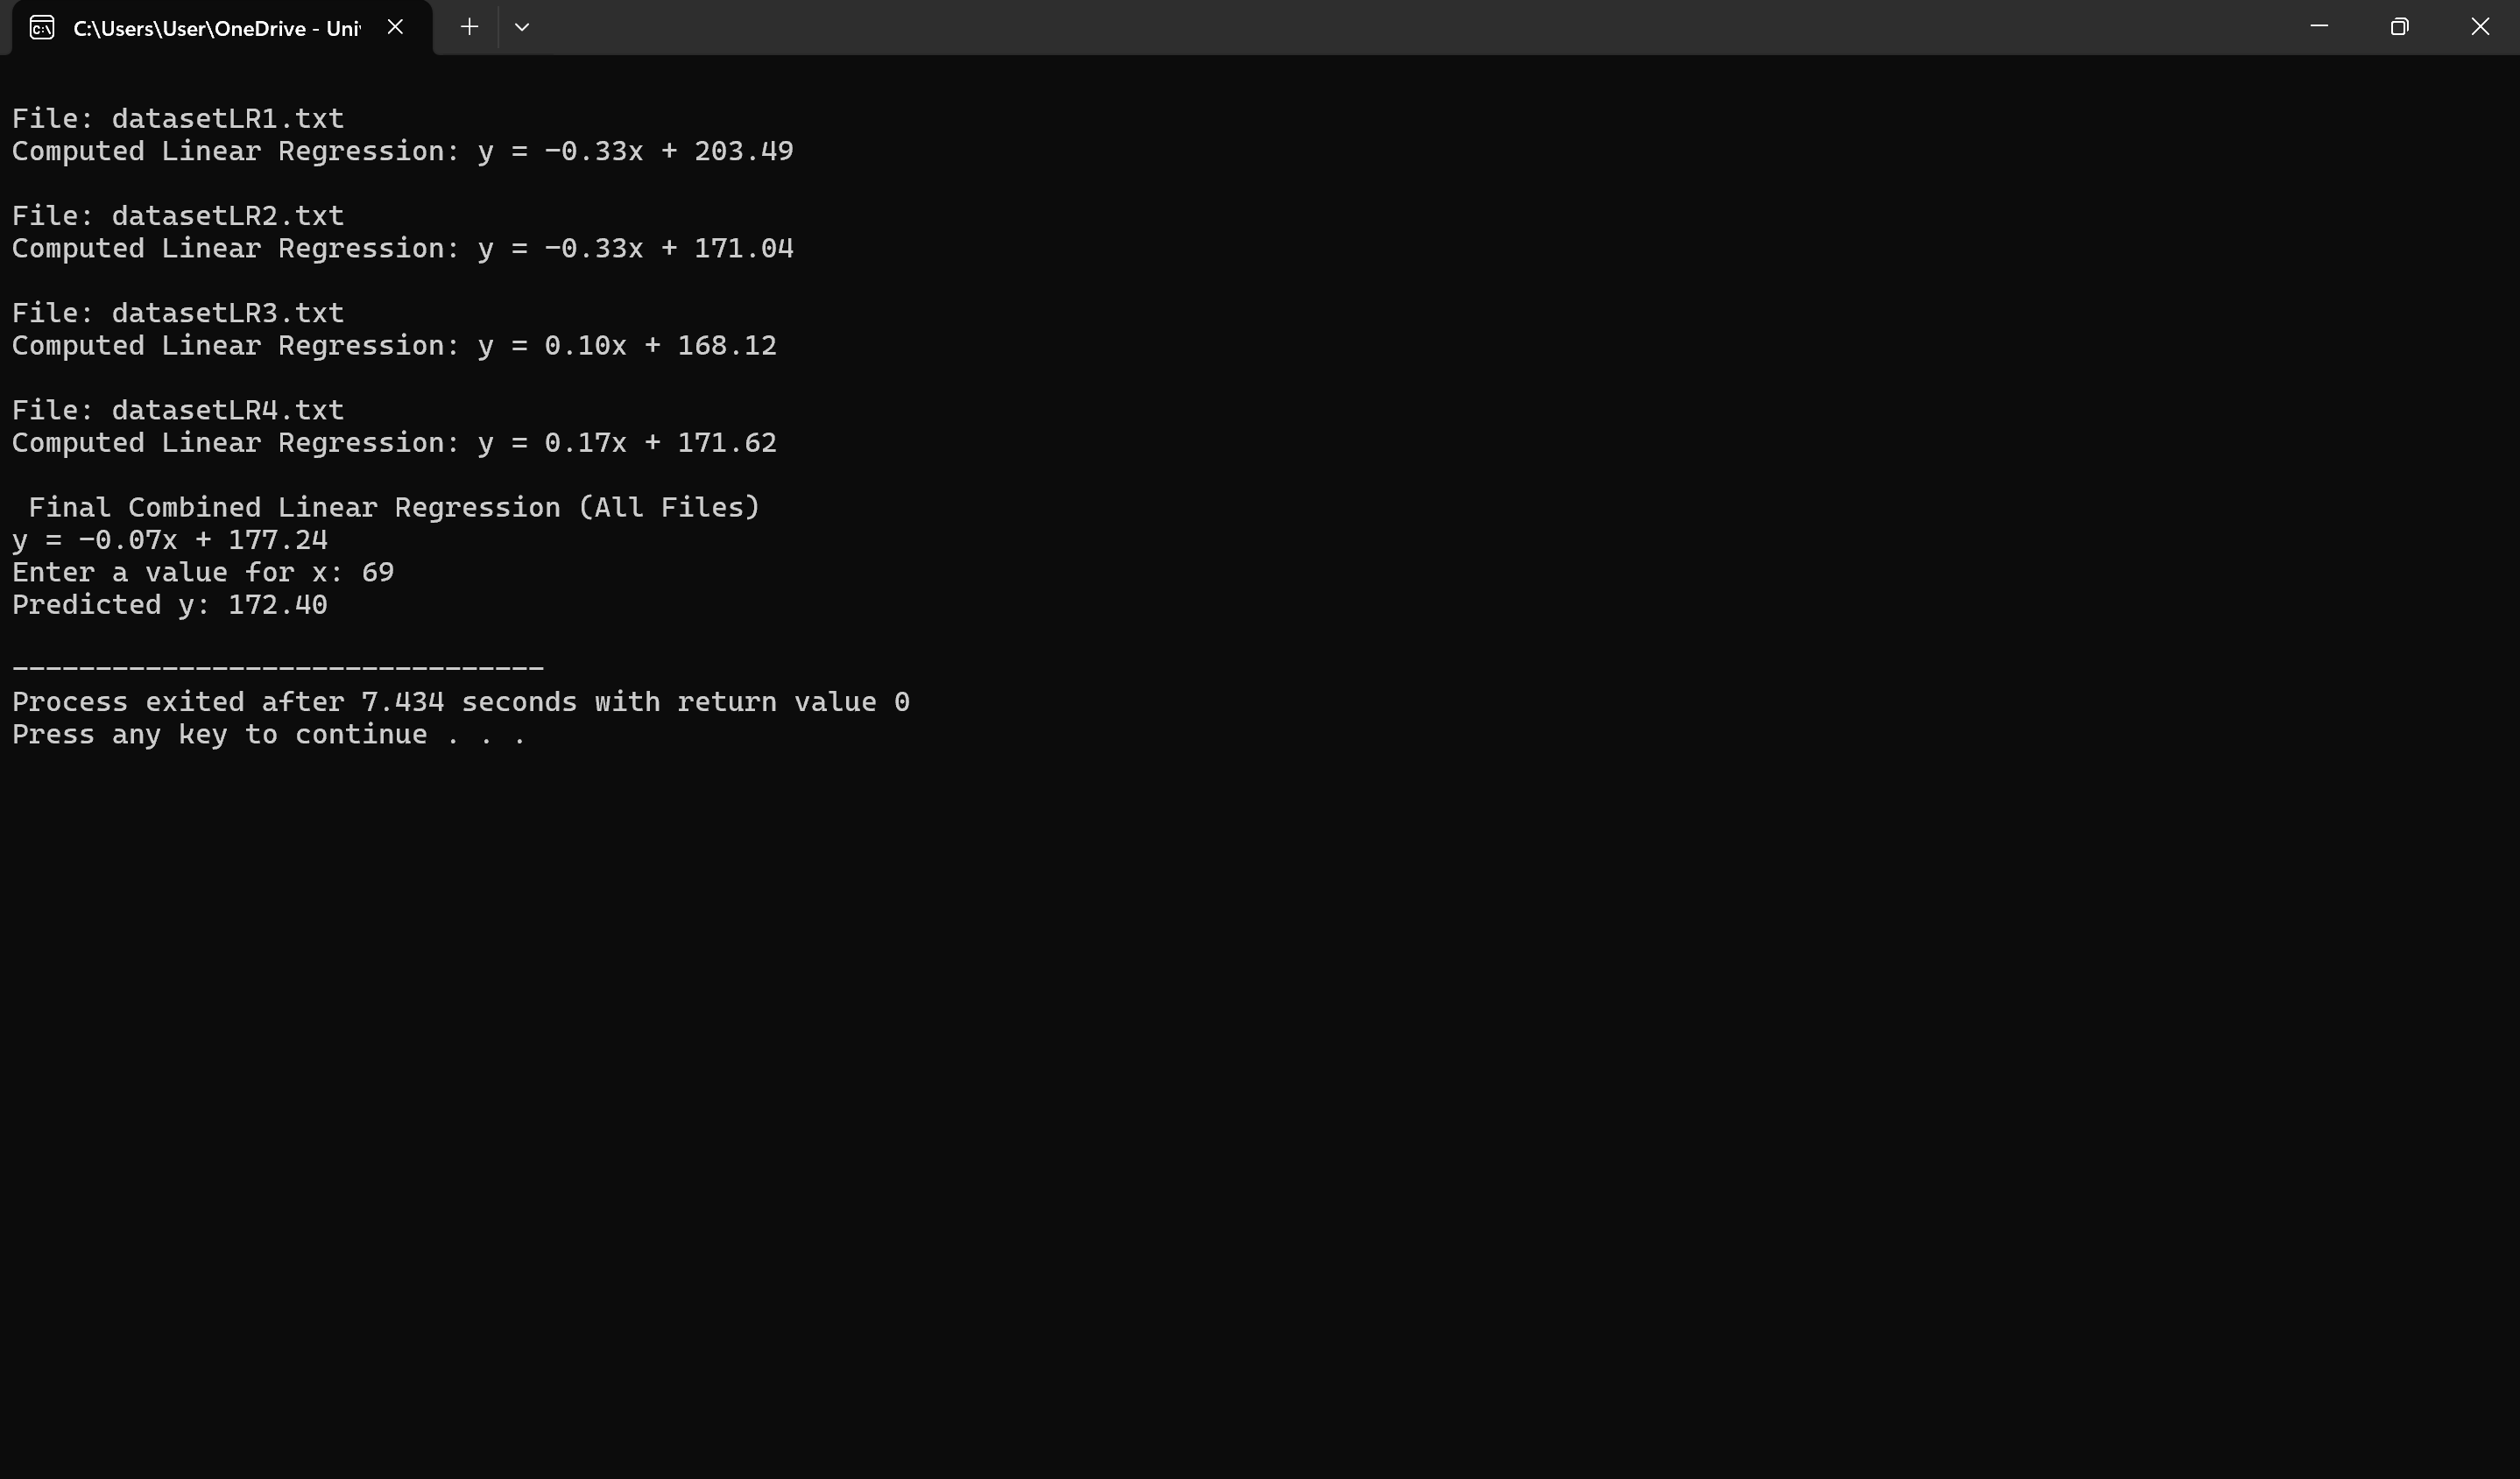 C:\Users\User\OneDrive - Uni
File: datasetLR1.txt
Computed Linear Regression: y = -0.33x + 203.49
File: datasetLR2.txt
Computed Linear Regression: y = -0.33x + 171.04
File: datasetLR3.txt
Computed Linear Regression: y = 0.10x + 168.12
File: datasetLR4.txt
Computed Linear Regression: y = 0.17x + 171.62
Final Combined Linear Regression (All Files)
y = -0.07x + 177.24
Enter a value for x: 69
Predicted y: 172.40
--------------------------------
Process exited after 7.434 seconds with return value 0
Press any key to continue . . .